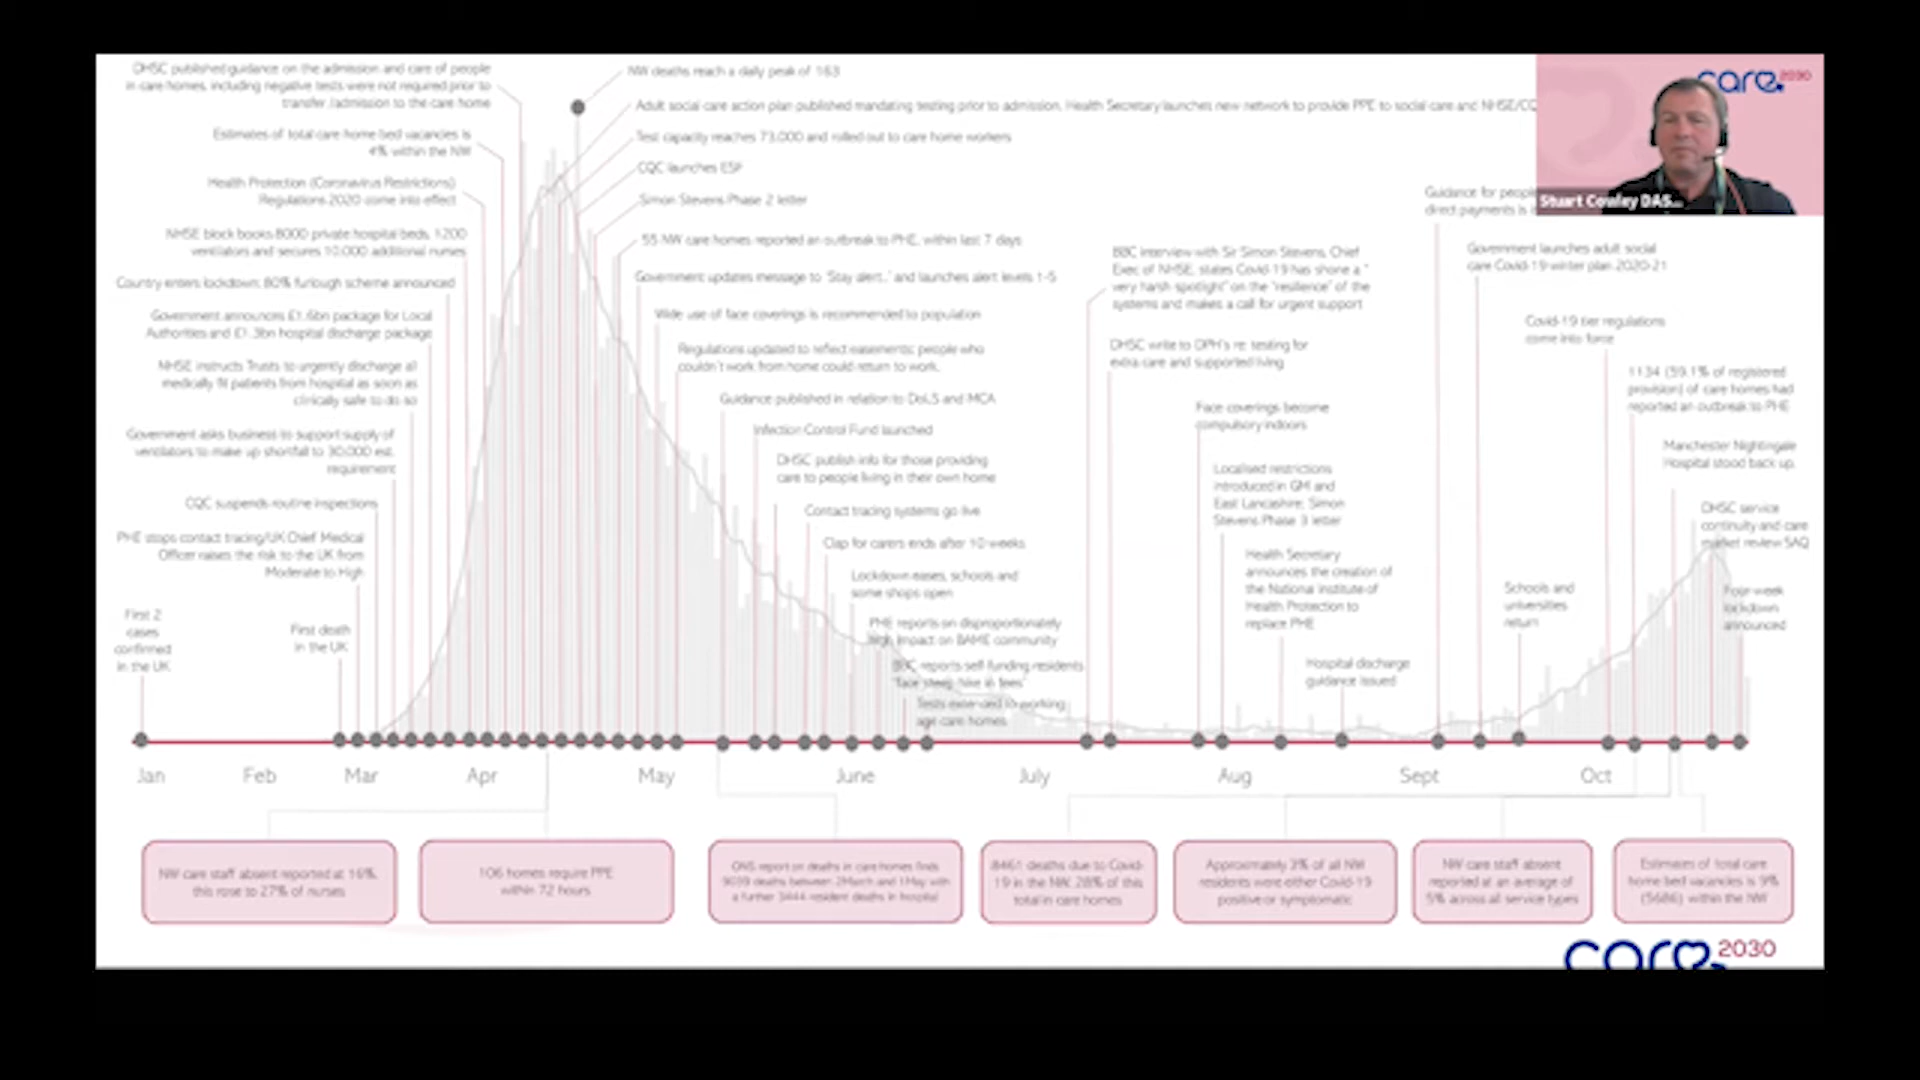 DHSC published guidance on the admission and care of people
in care homes, including negative tests were not required prior to
transfer /admission to the care home
Estimates of total care home bed vacancies is
4% within the NW
Health Protection (Coronavirus Restrictions)
Regulations 2020 come into effect
NHSE block books 8000 private hospital beds, 1200
ventilators and secures 10,000 additional nurses
Country enters lockdown; 80% furlough scheme announced
Government announces £1.6bn package for Local
Authorities and £1.3bn hospital discharge package
NHSE instructs Trusts to urgently discharge all
medically fit patients from hospital as soon as
clinically safe to do so
Government asks business to support supply of
ventilators to make up shortfall to 30,000 est.
requirement
CQC suspends routine inspections
PHE stops contact tracing/UK Chief Medical
Officer raises the risk to the UK from
Moderate to High
First 2
cases
confirmed
in the UK
First death
in the UK
NW deaths reach a daily peak of 163
Adult social care action plan published mandating testing prior to admission. Health Secretary launches new network to provide PPE to social care and NHSE/CQ
Test capacity reaches 73,000 and rolled out to care home workers
CQC launches ESF
Simon Stevens Phase 2 letter
55 NW care homes reported an outbreak to PHE, within last 7 days
Government updates message to 'Stay alert..' and launches alert levels 1-5
Wide use of face coverings is recommended to population
Regulations updated to reflect easements; people who
couldn't work from home could return to work.
Guidance published in relation to DoLS and MCA
Infection Control Fund launched
DHSC publish info for those providing
care to people living in their own home
Contact tracing systems go live
Clap for carers ends after 10 weeks
Lockdown eases, schools and
some shops open
PHE reports on disproportionately
high impact on BAME community
BBC reports self-funding residents
"face steep hike in fees"
Tests extended to working
age care homes
BBC interview with Sir Simon Stevens, Chief
Exec of NHSE, states Covid-19 has shone a "
very harsh spotlight" on the "resilience" of the
systems and makes a call for urgent support
DHSC write to DPH's re: testing for
extra care and supported living
Face coverings become
compulsory indoors
Localised restrictions
introduced in GM and
East Lancashire; Simon
Stevens Phase 3 letter
Health Secretary
announces the creation of
the National Institute of
Health Protection to
replace PHE
Hospital discharge
guidance issued
Guidance for people
direct payments is
Government launches adult social
care Covid-19 winter plan 2020-21
Schools and
universities
return
Covid-19 tier regulations
come into force
1134 (59.1% of registered
provision) of care homes had
reported an outbreak to PHE
Manchester Nightingale
Hospital stood back up.
DHSC service
continuity and care
market review SAQ
Four week
lockdown
announced
care 2030
Stuart Cowley DAS...
Jan Feb Mar Apr May June July Aug Sept Oct
NW care staff absent reported at 16%,
this rose to 27% of nurses
106 homes require PPE
within 72 hours
ONS report on deaths in care homes finds
9039 deaths between 2March and 1May with
a further 3444 resident deaths in hospital
8461 deaths due to Covid-
19 in the NW, 28% of this
total in care homes
Approximately 3% of all NW
residents were either Covid-19
positive or symptomatic
NW care staff absent
reported at an average of
5% across all service types
Estimates of total care
home bed vacancies is 9%
(5686) within the NW
care 2030